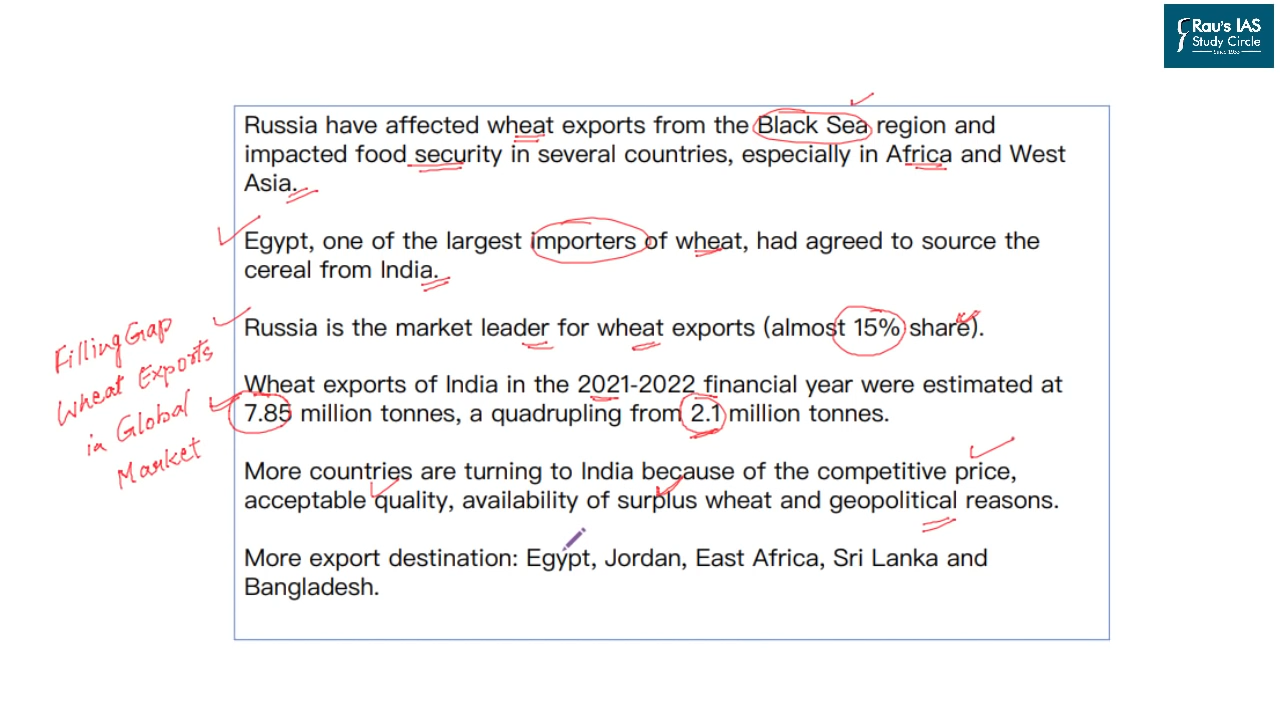 Rau's IAS
Study Circle
Since 1953
Russia have affected wheat exports from the Black Sea region and
impacted food security in several countries, especially in Africa and West
Asia.
Egypt, one of the largest importers of wheat, had agreed to source the
cereal from India.
Russia is the market leader for wheat exports (almost 15% share).
Wheat exports of India in the 2021-2022 financial year were estimated at
7.85 million tonnes, a quadrupling from 2.1 million tonnes.
More countries are turning to India because of the competitive price,
acceptable quality, availability of surplus wheat and geopolitical reasons.
More export destination: Egypt, Jordan, East Africa, Sri Lanka and
Bangladesh.
Filling Gap
Wheat Exports
in Global
Market